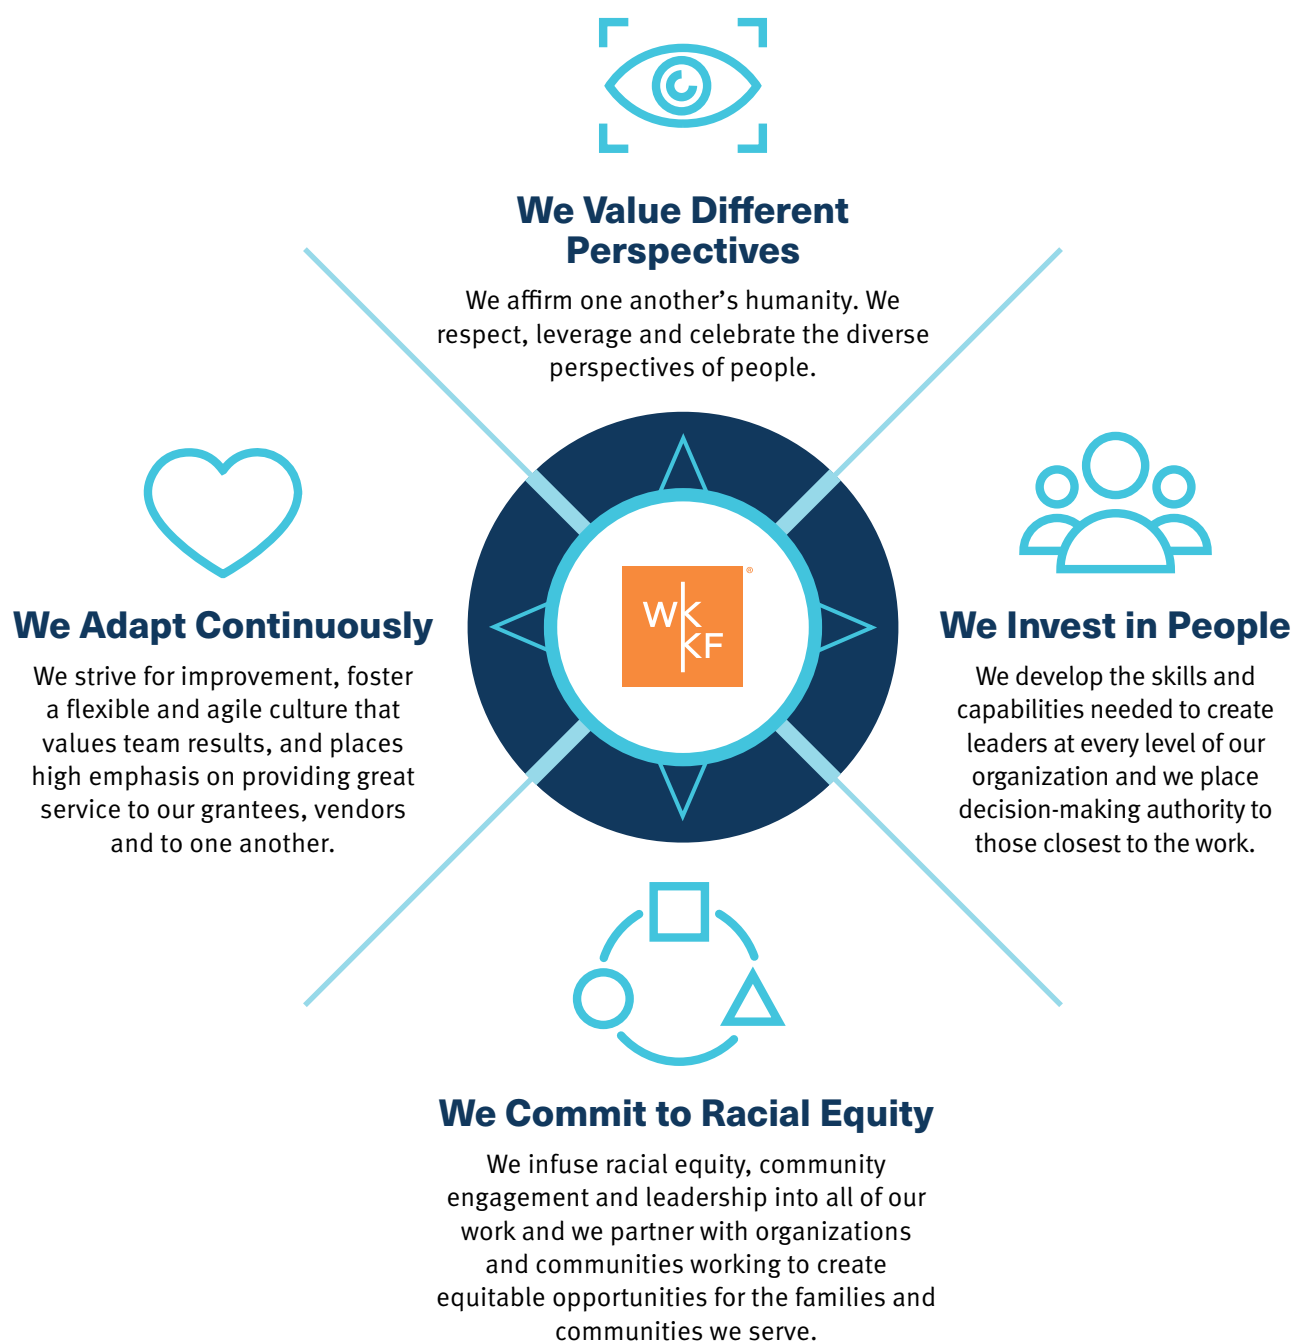 We Value Different
Perspectives
We affirm one another’s humanity. We
respect, leverage and celebrate the diverse
perspectives of people.
We Adapt Continuously
We strive for improvement, foster
a flexible and agile culture that
values team results, and places
high emphasis on providing great
service to our grantees, vendors
and to one another.
WK
KF
®
We Invest in People
We develop the skills and
capabilities needed to create
leaders at every level of our
organization and we place
decision-making authority to
those closest to the work.
We Commit to Racial Equity
We infuse racial equity, community
engagement and leadership into all of our
work and we partner with organizations
and communities working to create
equitable opportunities for the families and
communities we serve.